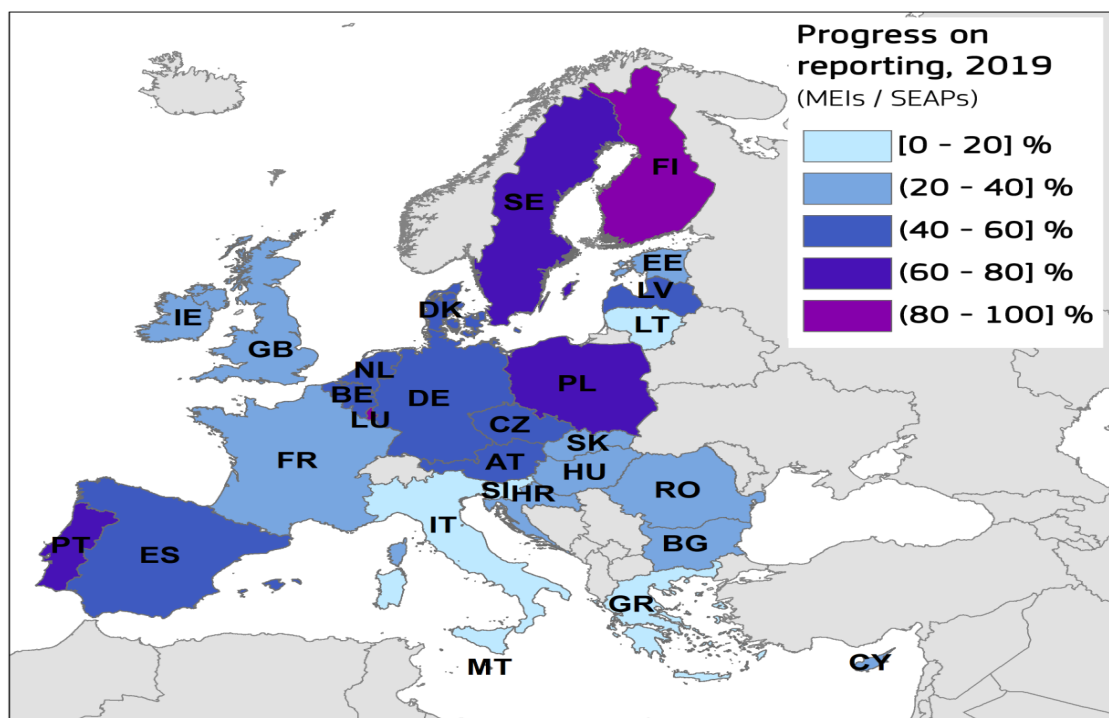 Progress on
reporting, 2019
(MEIs / SEAPs)
[0 - 20] %
(20 - 40] %
(40 - 60] %
(60 - 80] %
(80 - 100] %
FI
SE
EE
LV
DK
LT
IE
GB
NL
PL
BE
DE
LU
CZ
SK
FR
AT
HU
SI
HR
RO
IT
BG
PT
ES
GR
MT
CY